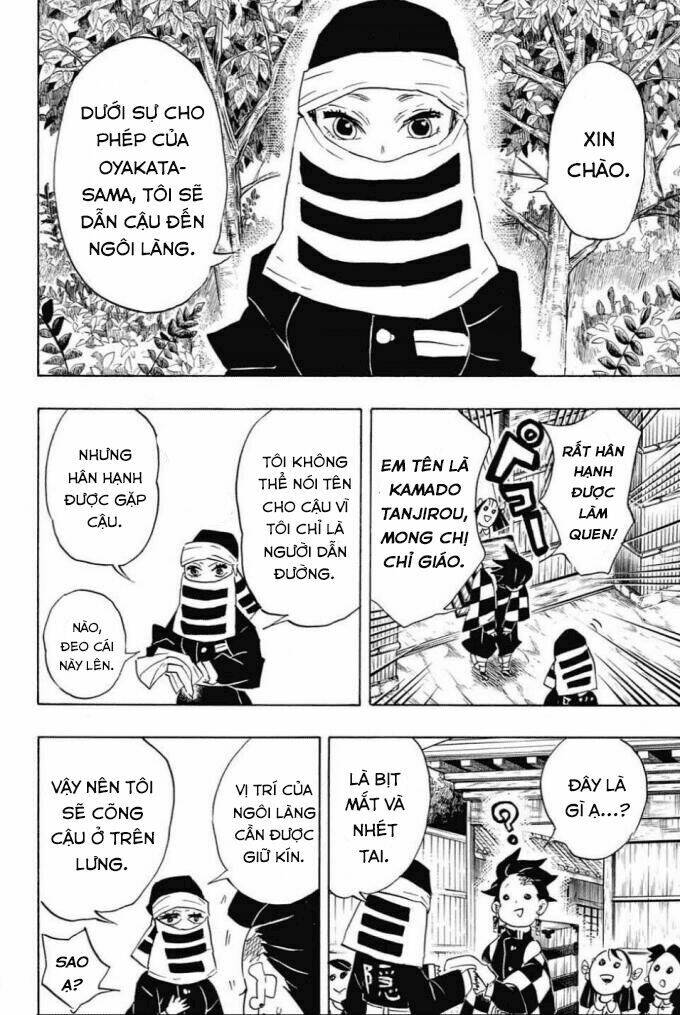 XIN
CHÀO.
DƯỚI SỰ CHO
PHÉP CỦA
OYAKATA-
SAMA, TÔI SẼ
DẪN CẬU ĐẾN
NGÔI LÀNG.
RẤT HÂN
HẠNH
ĐƯỢC
LÀM
QUEN!
ペコー
EM TÊN LÀ
KAMADO
TANJIROU,
MONG CHỊ
CHỈ GIÁO.
TÔI KHÔNG
THỂ NÓI TÊN
CHO CẬU VÌ
TÔI CHỈ LÀ
NGƯỜI DẪN
ĐƯỜNG.
NHƯNG
HÂN HẠNH
ĐƯỢC GẶP
CẬU.
NÀO,
ĐEO CÁI
NÀY LÊN.
ĐÂY LÀ
GÌ Ạ...?
?
LÀ BỊT
MẮT VÀ
NHÉT
TAI.
隠
VỊ TRÍ CỦA
NGÔI LÀNG
CẦN ĐƯỢC
GIỮ KÍN.
VẬY NÊN TÔI
SẼ CÕNG
CẬU Ở TRÊN
LƯNG.
SAO
Ạ?